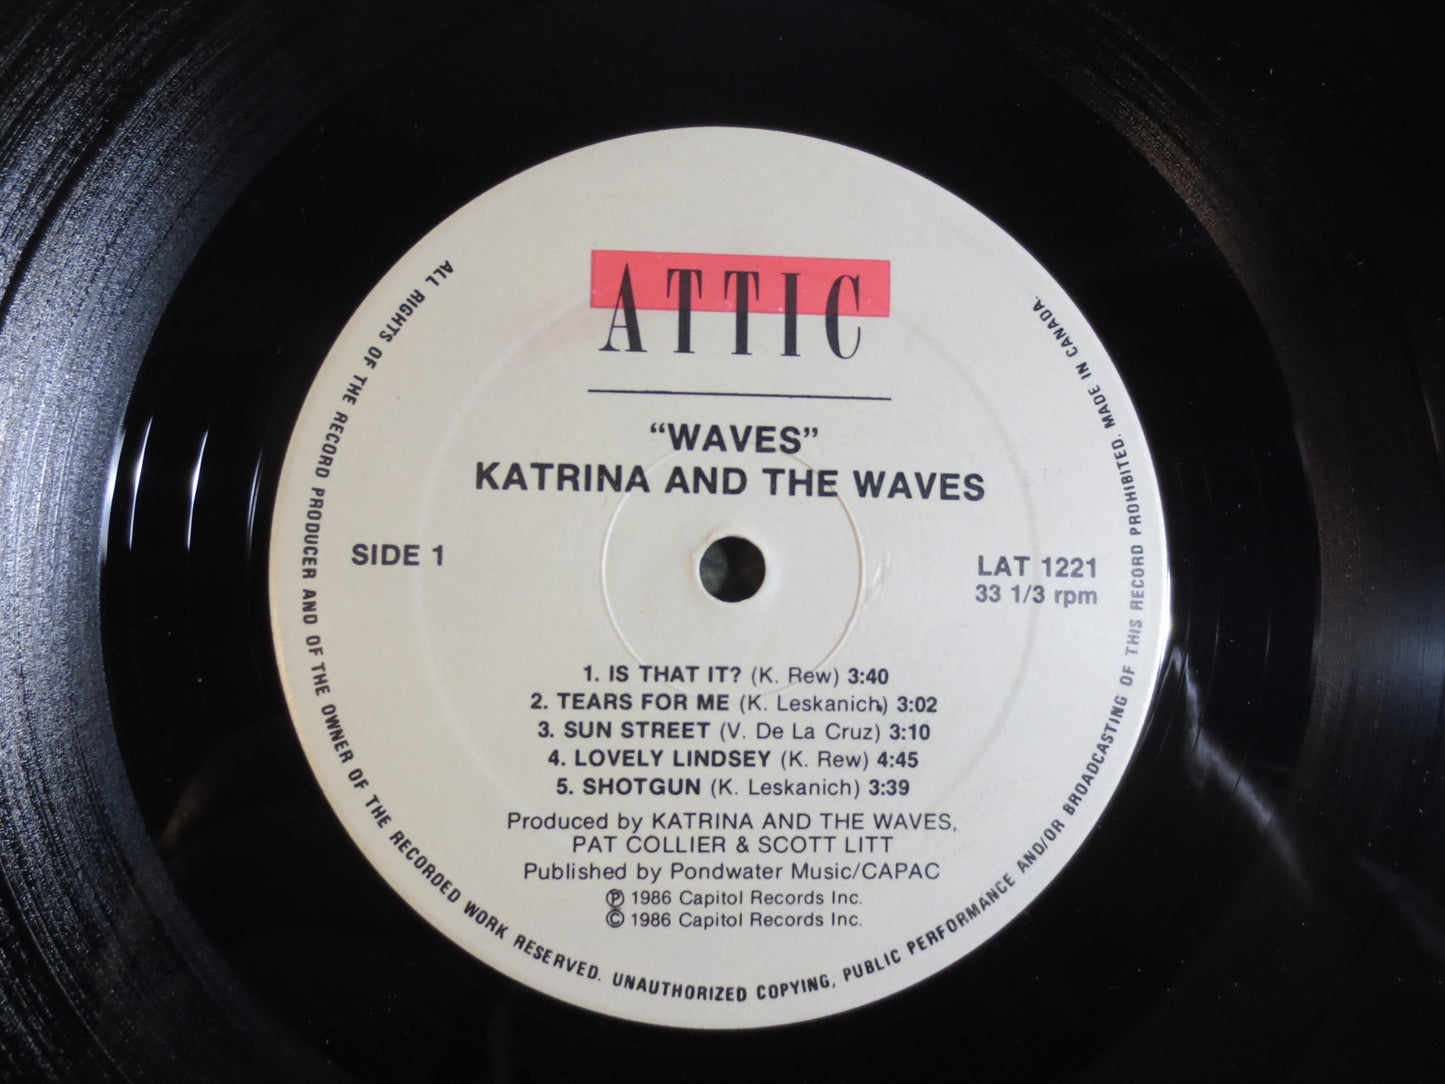 ATTIC
“WAVES”
KATRINA AND THE WAVES
SIDE 1
LAT 1221
33 1/3 rpm
1. IS THAT IT? (K. Rew) 3:40
2. TEARS FOR ME (K. Leskanich) 3:02
3. SUN STREET (V. De La Cruz) 3:10
4. LOVELY LINDSEY (K. Rew) 4:45
5. SHOTGUN (K. Leskanich) 3:39
Produced by KATRINA AND THE WAVES,
PAT COLLIER & SCOTT LITT
Published by Pondwater Music/CAPAC
℗ 1986 Capitol Records Inc.
© 1986 Capitol Records Inc.
ALL RIGHTS OF THE RECORD PRODUCER AND OF THE OWNER OF THE RECORDED WORK RESERVED. UNAUTHORIZED COPYING, PUBLIC PERFORMANCE AND/OR BROADCASTING OF THIS RECORD PROHIBITED. MADE IN CANADA.